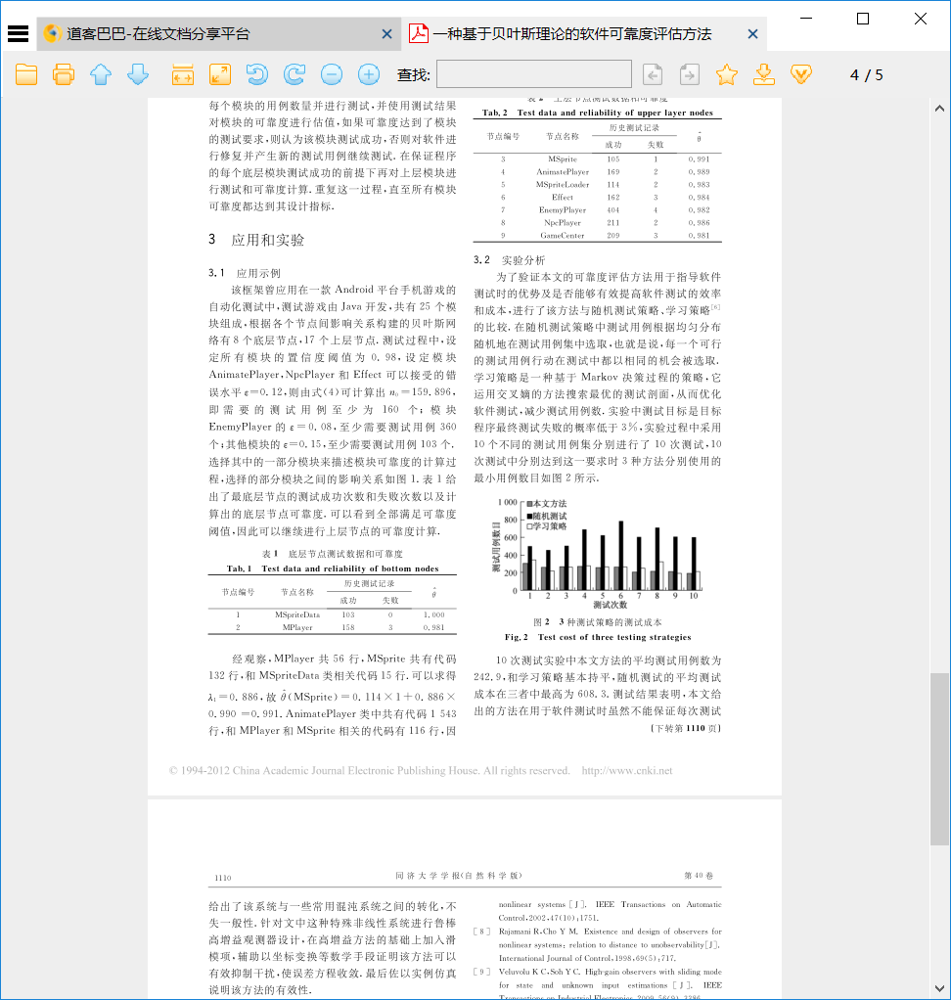 道客巴巴-在线文档分享平台
一种基于贝叶斯理论的软件可靠度评估方法
查找:
4 / 5
每个模块的用例数量并进行测试,并使用测试结果
对模块的可靠度进行估值,如果可靠度达到了模块
的测试要求,则认为该模块测试成功,否则对软件进
行修复并产生新的测试用例继续测试.在保证程序
的每个底层模块测试成功的前提下再对上层模块进
行测试和可靠度计算.重复这一过程,直至所有模块
可靠度都达到其设计指标.
3 应用和实验
3.1 应用示例
该框架曾应用在一款 Android 平台手机游戏的
自动化测试中,测试游戏由 Java 开发,共有 25 个模
块组成,根据各个节点间影响关系构建的贝叶斯网
络有 8 个底层节点,17 个上层节点.测试过程中,设
定所有模块的置信度阈值为 0.98,设定模块
AnimatePlayer,NpcPlayer 和 Effect 可以接受的错
误水平 ε=0.12,则由式(4)可计算出 n₀=159.896,
即需要的测试用例至少为 160 个;模块
EnemyPlayer 的 ε=0.08,至少需要测试用例 360
个;其他模块的 ε=0.15,至少需要测试用例 103 个.
选择其中的一部分模块来描述模块可靠度的计算过
程,选择的部分模块之间的影响关系如图 1.表 1 给
出了最底层节点的测试成功次数和失败次数以及计
算出的底层节点可靠度.可以看到全部满足可靠度
阈值,因此可以继续进行上层节点的可靠度计算.
表 1 底层节点测试数据和可靠度
Tab.1 Test data and reliability of bottom nodes
节点编号 节点名称 历史测试记录 θ̂
成功 失败
1 MSpriteData 103 0 1.000
2 MPlayer 158 3 0.981
经观察,MPlayer 共 56 行,MSprite 共有代码
132 行,和 MSpriteData 类相关代码 15 行.可以求得
λ₁=0.886,故 θ̂(MSprite)=0.114×1+0.886×
0.990=0.991.AnimatePlayer 类中共有代码 1 543
行,和 MPlayer 和 MSprite 相关的代码有 116 行,因
表 2 上层节点测试数据和可靠度
Tab.2 Test data and reliability of upper layer nodes
节点编号 节点名称 历史测试记录 θ̂
成功 失败
3 MSprite 105 1 0.991
4 AnimatePlayer 169 2 0.989
5 MSpriteLoader 114 2 0.983
6 Effect 162 3 0.984
7 EnemyPlayer 404 4 0.982
8 NpcPlayer 211 2 0.986
9 GameCenter 209 3 0.981
3.2 实验分析
为了验证本文的可靠度评估方法用于指导软件
测试时的优势及是否能够有效提高软件测试的效率
和成本,进行了该方法与随机测试策略、学习策略[6]
的比较.在随机测试策略中测试用例根据均匀分布
随机地在测试用例集中选取,也就是说,每一个可行
的测试用例行动在测试中都以相同的机会被选取.
学习策略是一种基于 Markov 决策过程的策略,它
运用交叉熵的方法搜索最优的测试剖面,从而优化
软件测试,减少测试用例数.实验中测试目标是目标
程序最终测试失败的概率低于 3%,实验过程中采用
10 个不同的测试用例集分别进行了 10 次测试,10
次测试中分别达到这一要求时 3 种方法分别使用的
最小用例数目如图 2 所示.
测试用例数目
1 000
800
600
400
200
0
本文方法
随机测试
学习策略
1 2 3 4 5 6 7 8 9 10
测试次数
图 2 3 种测试策略的测试成本
Fig.2 Test cost of three testing strategies
10 次测试实验中本文方法的平均测试用例数为
242.9,和学习策略基本持平,随机测试的平均测试
成本在三者中最高为 608.3.测试结果表明,本文给
出的方法在用于软件测试时虽然不能保证每次测试
(下转第 1110 页)
© 1994-2012 China Academic Journal Electronic Publishing House. All rights reserved. http://www.cnki.net
1110 同济大学学报(自然科学版) 第 40 卷
给出了该系统与一些常用混沌系统之间的转化,不
失一般性.针对文中这种特殊非线性系统进行鲁棒
高增益观测器设计,在高增益方法的基础上加入滑
模项,辅助以坐标变换等数学手段证明该方法可以
有效抑制干扰,使误差方程收敛.最后佐以实例仿真
说明该方法的有效性.
nonlinear systems [J]. IEEE Transactions on Automatic
Control,2002,47(10):1751.
[8] Rajamani R,Cho Y M. Existence and design of observers for
nonlinear systems: relation to distance to unobservability[J].
International Journal of Control,1998,69(5):717.
[9] Veluvolu K C,Soh Y C. High-gain observers with sliding mode
for state and unknown input estimations [J]. IEEE
Transactions on Industrial Electronics,2009,56(9):3386.